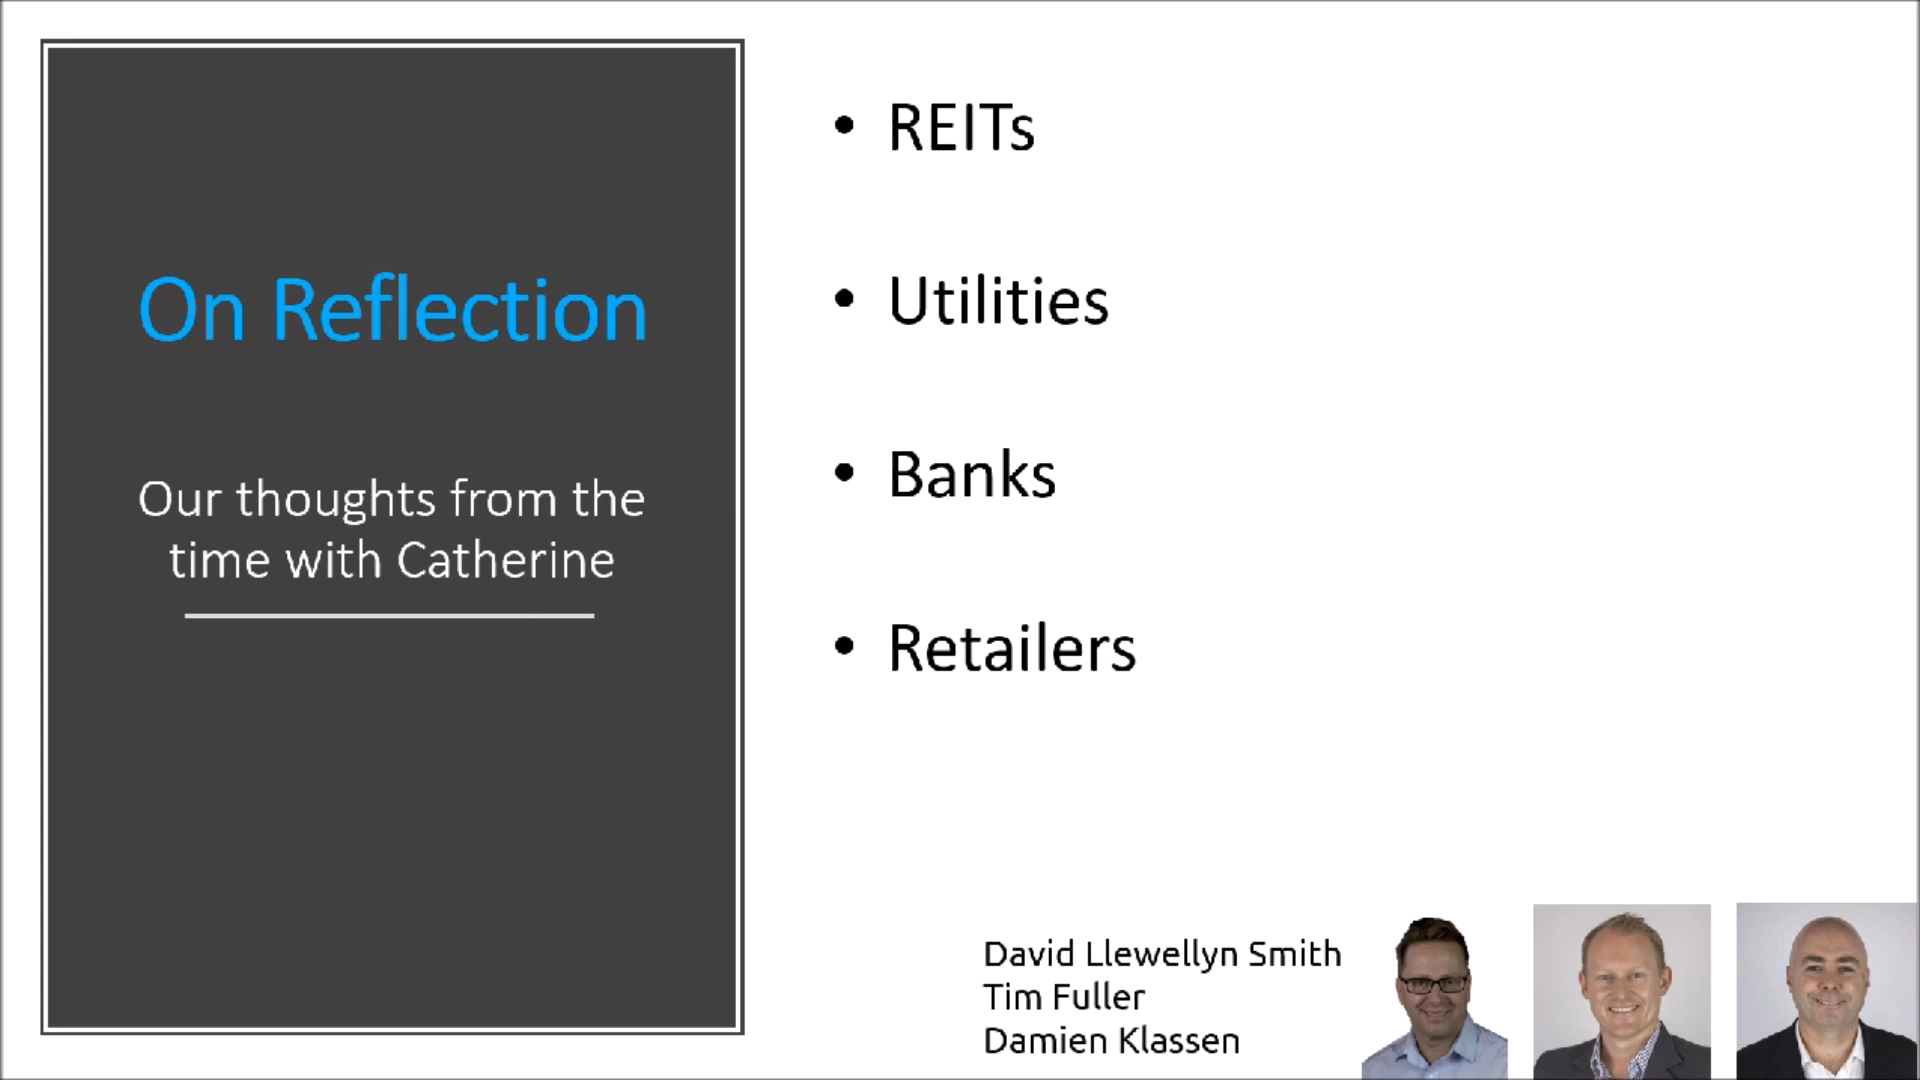 On Reflection
Our thoughts from the
time with Catherine
• REITs
• Utilities
• Banks
• Retailers
David Llewellyn Smith
Tim Fuller
Damien Klassen